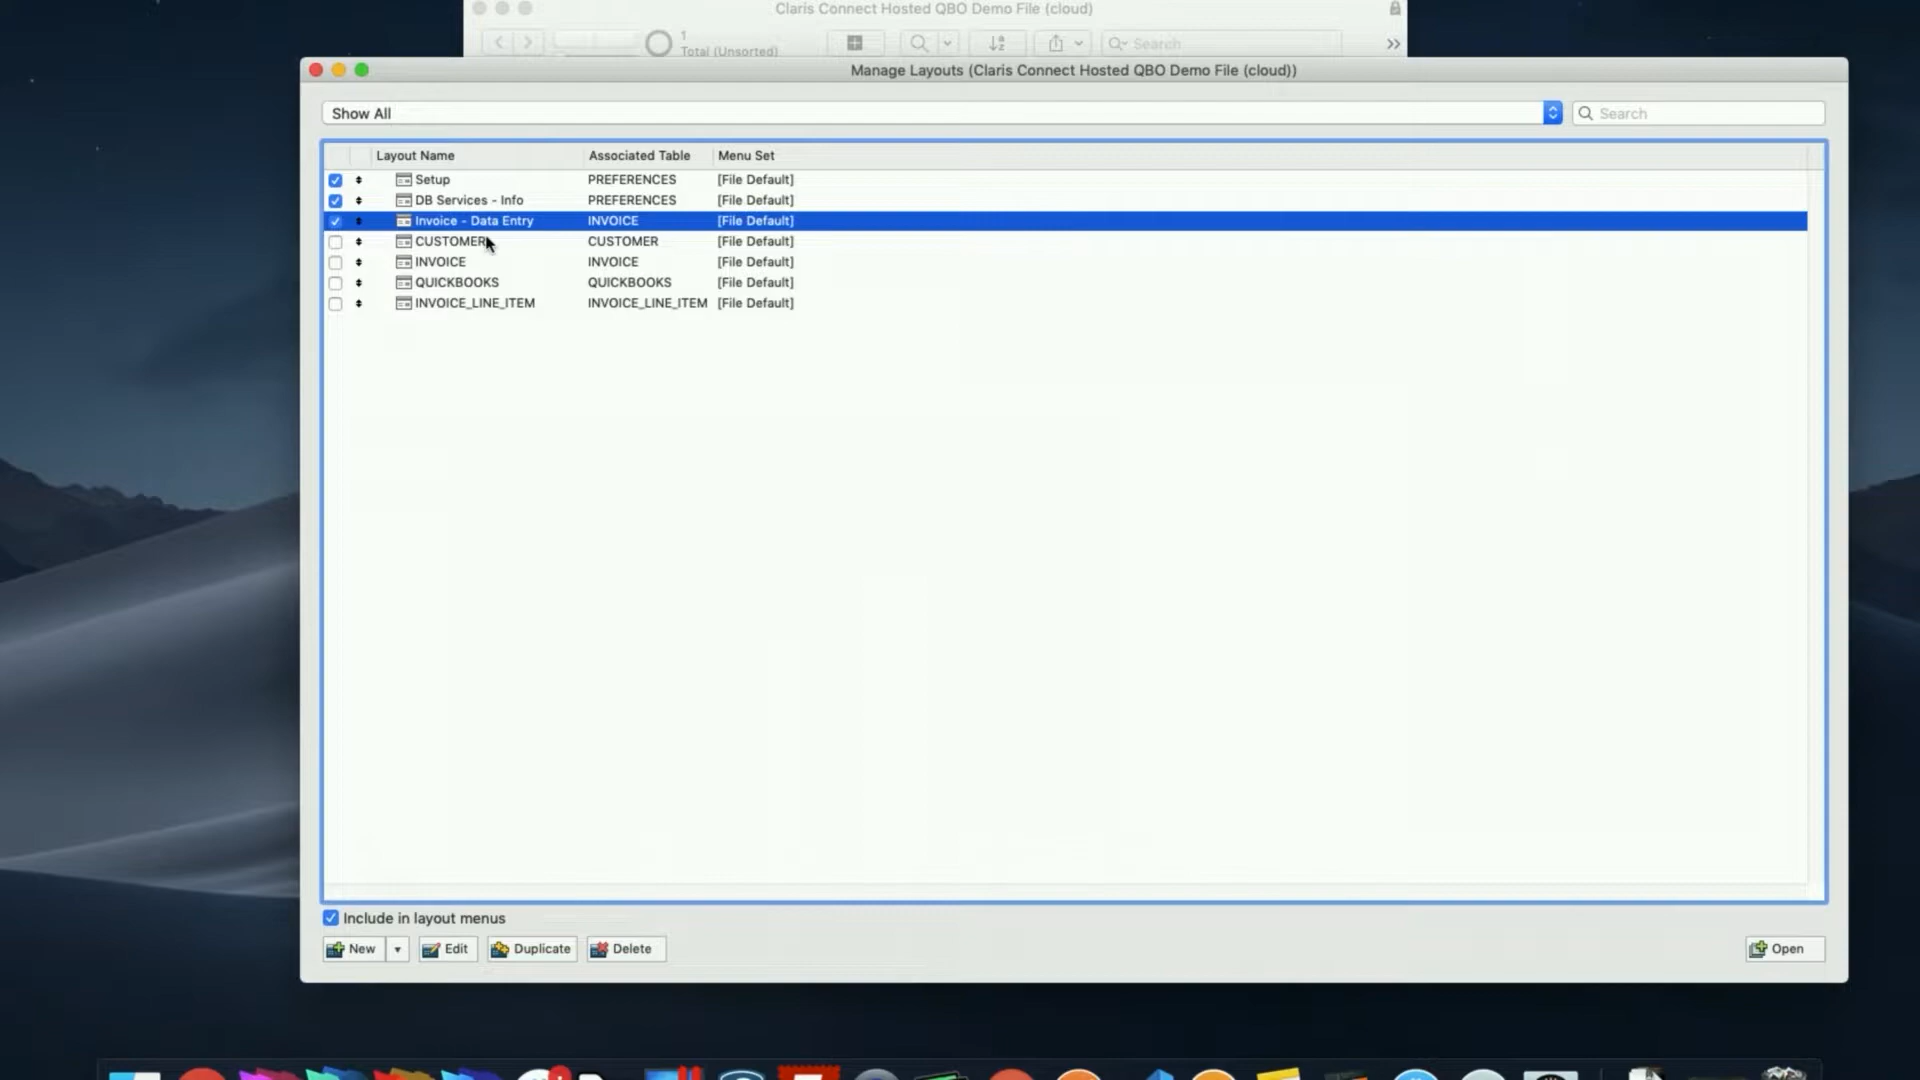 Claris Connect Hosted QBO Demo File (cloud)
1
Total (Unsorted)
Search
Manage Layouts (Claris Connect Hosted QBO Demo File (cloud))
Show All
Search
Layout Name Associated Table Menu Set
Setup PREFERENCES [File Default]
DB Services - Info PREFERENCES [File Default]
Invoice - Data Entry INVOICE [File Default]
CUSTOMER CUSTOMER [File Default]
INVOICE INVOICE [File Default]
QUICKBOOKS QUICKBOOKS [File Default]
INVOICE_LINE_ITEM INVOICE_LINE_ITEM [File Default]
Include in layout menus
New Edit Duplicate Delete Open